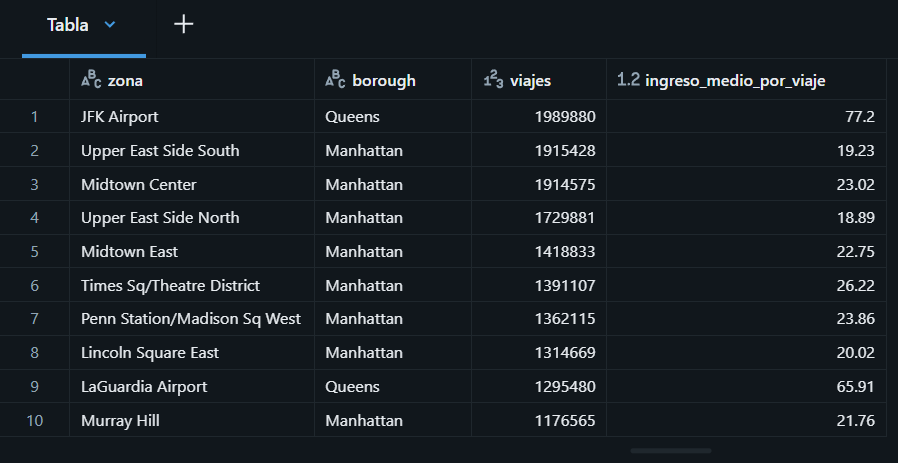 Tabla
zona borough viajes ingreso_medio_por_viaje
1 JFK Airport Queens 1989880 77.2
2 Upper East Side South Manhattan 1915428 19.23
3 Midtown Center Manhattan 1914575 23.02
4 Upper East Side North Manhattan 1729881 18.89
5 Midtown East Manhattan 1418833 22.75
6 Times Sq/Theatre District Manhattan 1391107 26.22
7 Penn Station/Madison Sq West Manhattan 1362115 23.86
8 Lincoln Square East Manhattan 1314669 20.02
9 LaGuardia Airport Queens 1295480 65.91
10 Murray Hill Manhattan 1176565 21.76